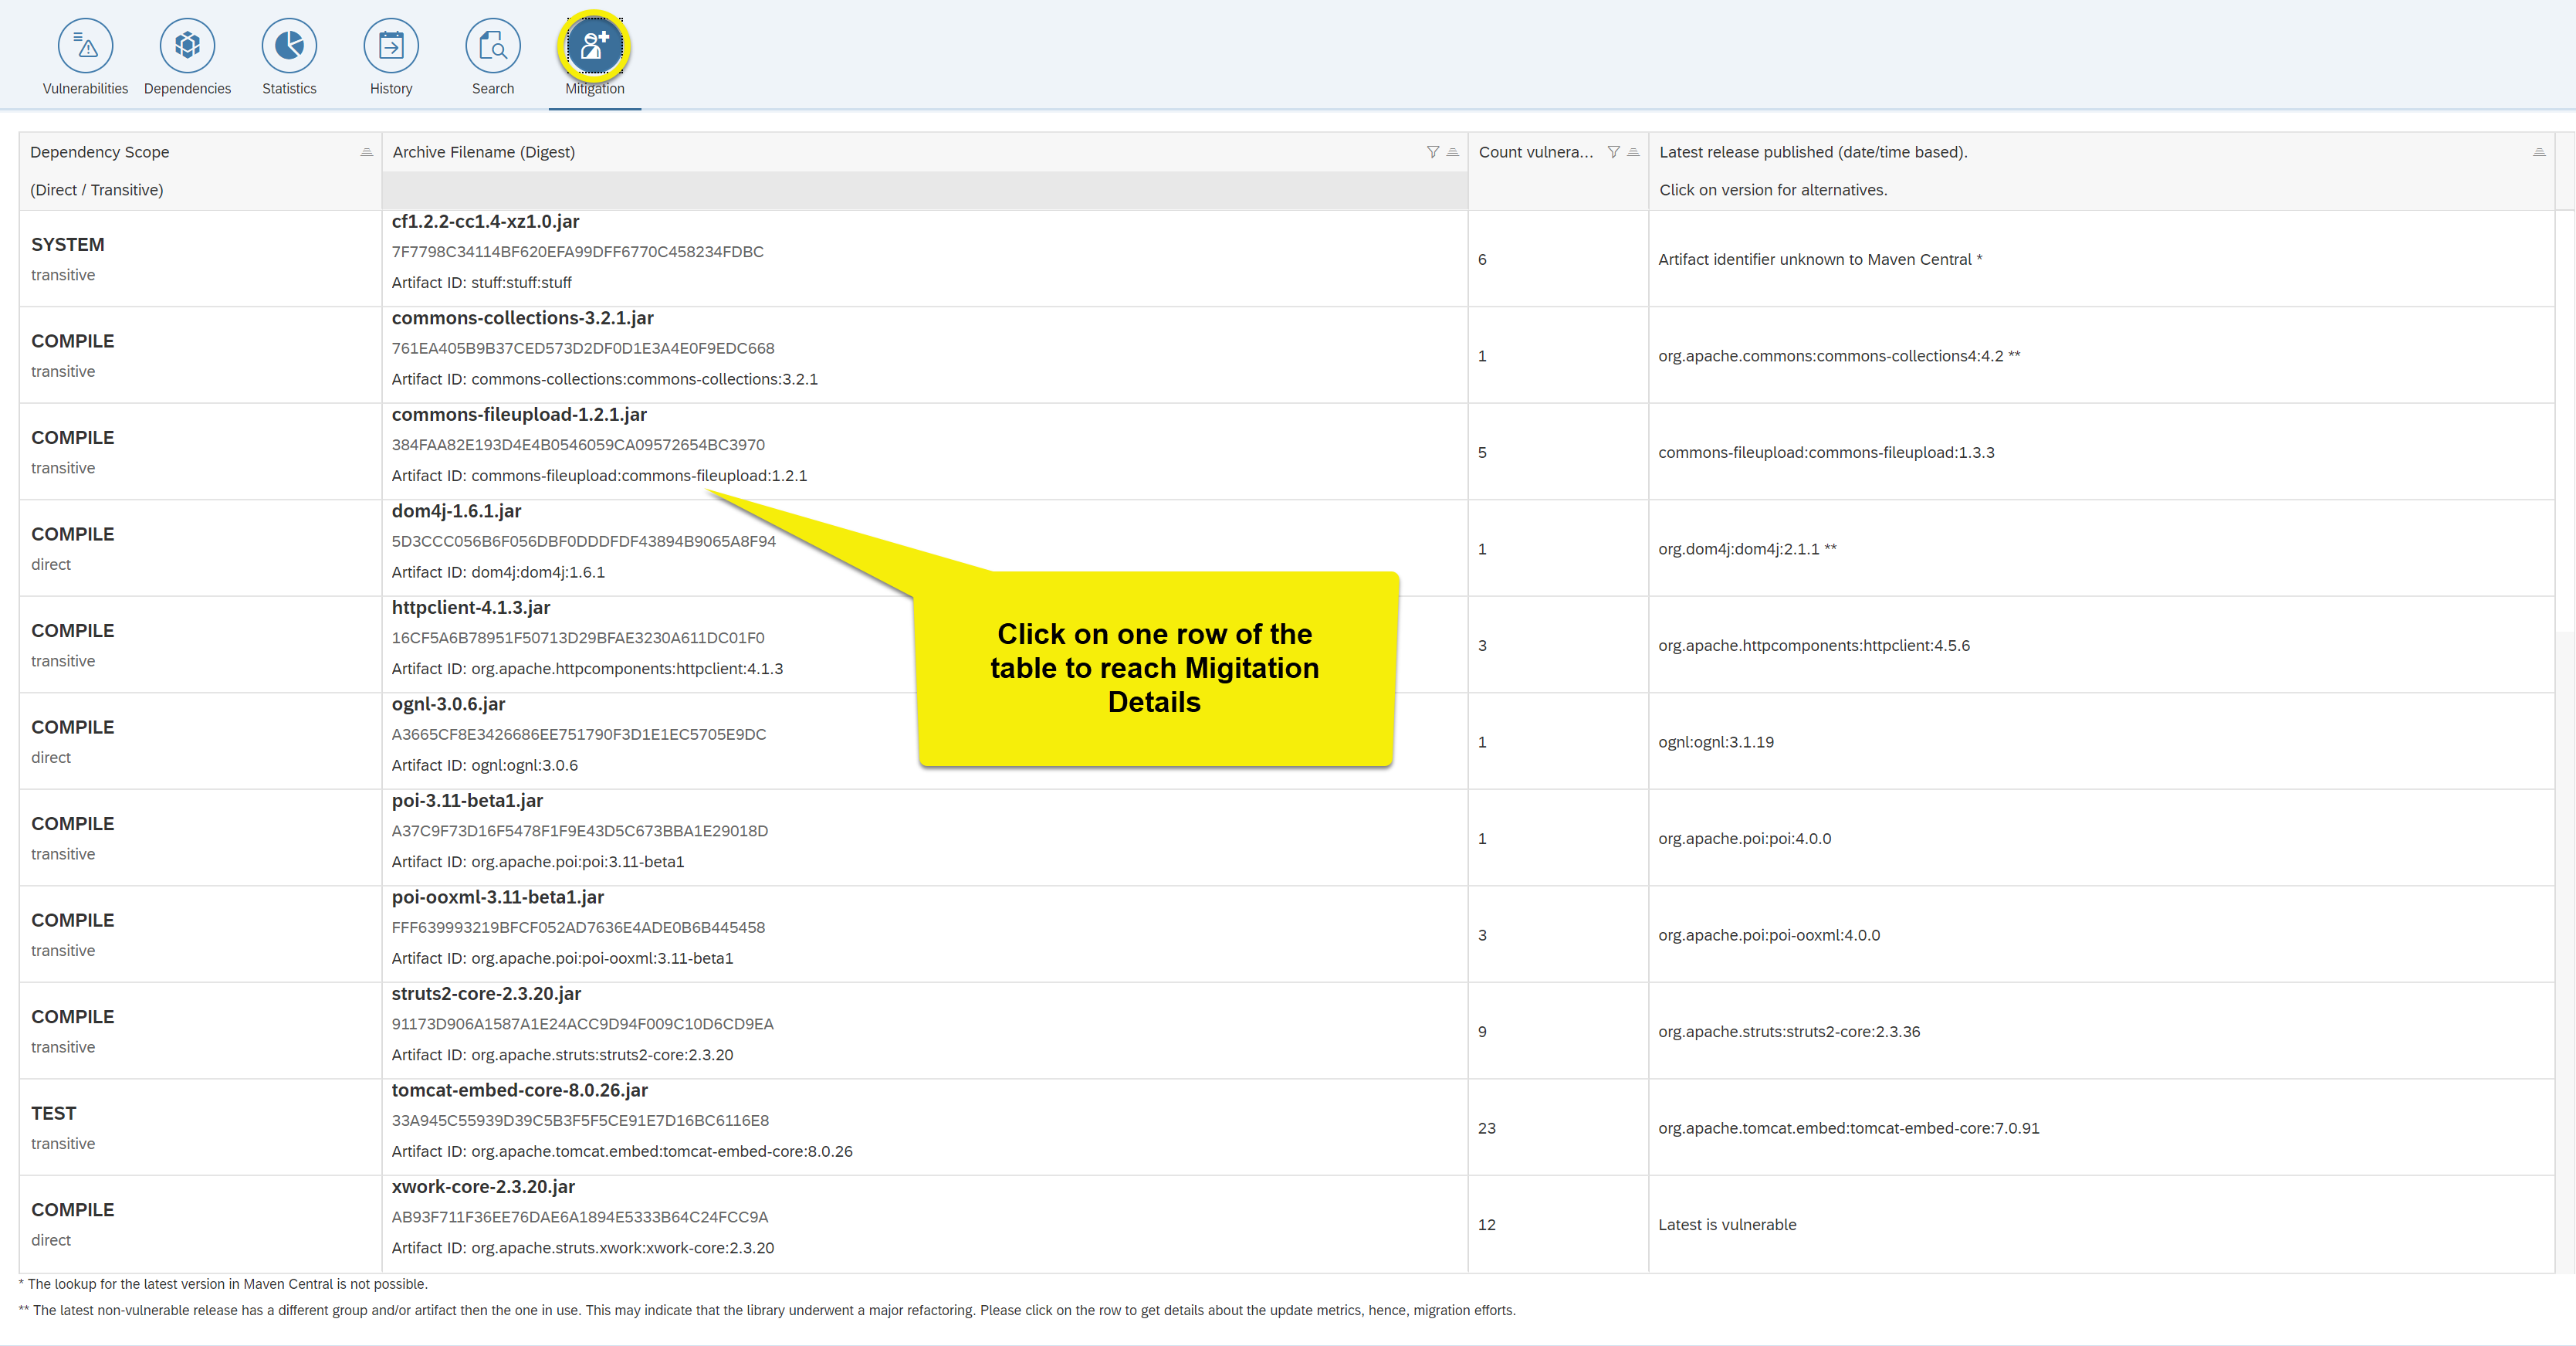 Vulnerabilities
Dependencies
Statistics
History
Search
Mitigation
Dependency Scope
(Direct / Transitive)
Archive Filename (Digest)
Count vulnera...
Latest release published (date/time based).
Click on version for alternatives.
SYSTEM
transitive
cf1.2.2-cc1.4-xz1.0.jar
7F7798C34114BF620EFA99DFF6770C458234FDBC
Artifact ID: stuff:stuff:stuff
6
Artifact identifier unknown to Maven Central *
COMPILE
transitive
commons-collections-3.2.1.jar
761EA405B9B37CED573D2DF0D1E3A4E0F9EDC668
Artifact ID: commons-collections:commons-collections:3.2.1
1
org.apache.commons:commons-collections4:4.2 **
COMPILE
transitive
commons-fileupload-1.2.1.jar
384FAA82E193D4E4B0546059CA09572654BC3970
Artifact ID: commons-fileupload:commons-fileupload:1.2.1
5
commons-fileupload:commons-fileupload:1.3.3
COMPILE
direct
dom4j-1.6.1.jar
5D3CCC056B6F056DBF0DDDFDF43894B9065A8F94
Artifact ID: dom4j:dom4j:1.6.1
1
org.dom4j:dom4j:2.1.1 **
COMPILE
transitive
httpclient-4.1.3.jar
16CF5A6B78951F50713D29BFAE3230A611DC01F0
Artifact ID: org.apache.httpcomponents:httpclient:4.1.3
3
org.apache.httpcomponents:httpclient:4.5.6
Click on one row of the
table to reach Migitation
Details
COMPILE
direct
ognl-3.0.6.jar
A3665CF8E3426686EE751790F3D1E1EC5705E9DC
Artifact ID: ognl:ognl:3.0.6
1
ognl:ognl:3.1.19
COMPILE
transitive
poi-3.11-beta1.jar
A37C9F73D16F5478F1F9E43D5C673BBA1E29018D
Artifact ID: org.apache.poi:poi:3.11-beta1
1
org.apache.poi:poi:4.0.0
COMPILE
transitive
poi-ooxml-3.11-beta1.jar
FFF639993219BFCF052AD7636E4ADE0B6B445458
Artifact ID: org.apache.poi:poi-ooxml:3.11-beta1
3
org.apache.poi:poi-ooxml:4.0.0
COMPILE
transitive
struts2-core-2.3.20.jar
91173D906A1587A1E24ACC9D94F009C10D6CD9EA
Artifact ID: org.apache.struts:struts2-core:2.3.20
9
org.apache.struts:struts2-core:2.3.36
TEST
transitive
tomcat-embed-core-8.0.26.jar
33A945C55939D39C5B3F5F5CE91E7D16BC6116E8
Artifact ID: org.apache.tomcat.embed:tomcat-embed-core:8.0.26
23
org.apache.tomcat.embed:tomcat-embed-core:7.0.91
COMPILE
direct
xwork-core-2.3.20.jar
AB93F711F36EE76DAE6A1894E5333B64C24FCC9A
Artifact ID: org.apache.struts.xwork:xwork-core:2.3.20
12
Latest is vulnerable
* The lookup for the latest version in Maven Central is not possible.
** The latest non-vulnerable release has a different group and/or artifact then the one in use. This may indicate that the library underwent a major refactoring. Please click on the row to get details about the update metrics, hence, migration efforts.